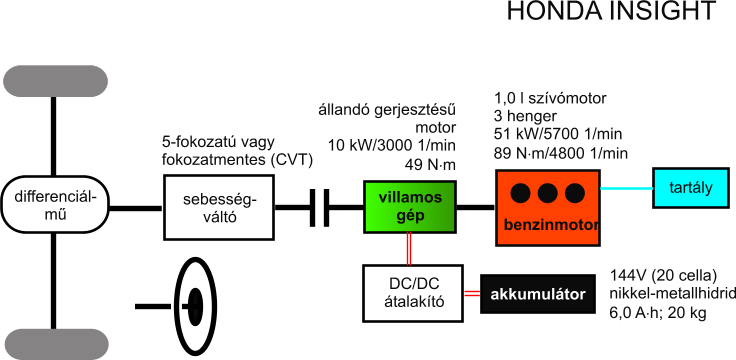 HONDA INSIGHT
állandó gerjesztésű
motor
10 kW/3000 1/min
49 N·m
1,0 l szívómotor
3 henger
51 kW/5700 1/min
89 N·m/4800 1/min
5-fokozatú vagy
fokozatmentes (CVT)
differenciál-
mű
sebesség-
váltó
villamos
gép
benzinmotor
tartály
DC/DC
átalakító
akkumulátor
144V (20 cella)
nikkel-metallhidrid
6,0 A·h; 20 kg